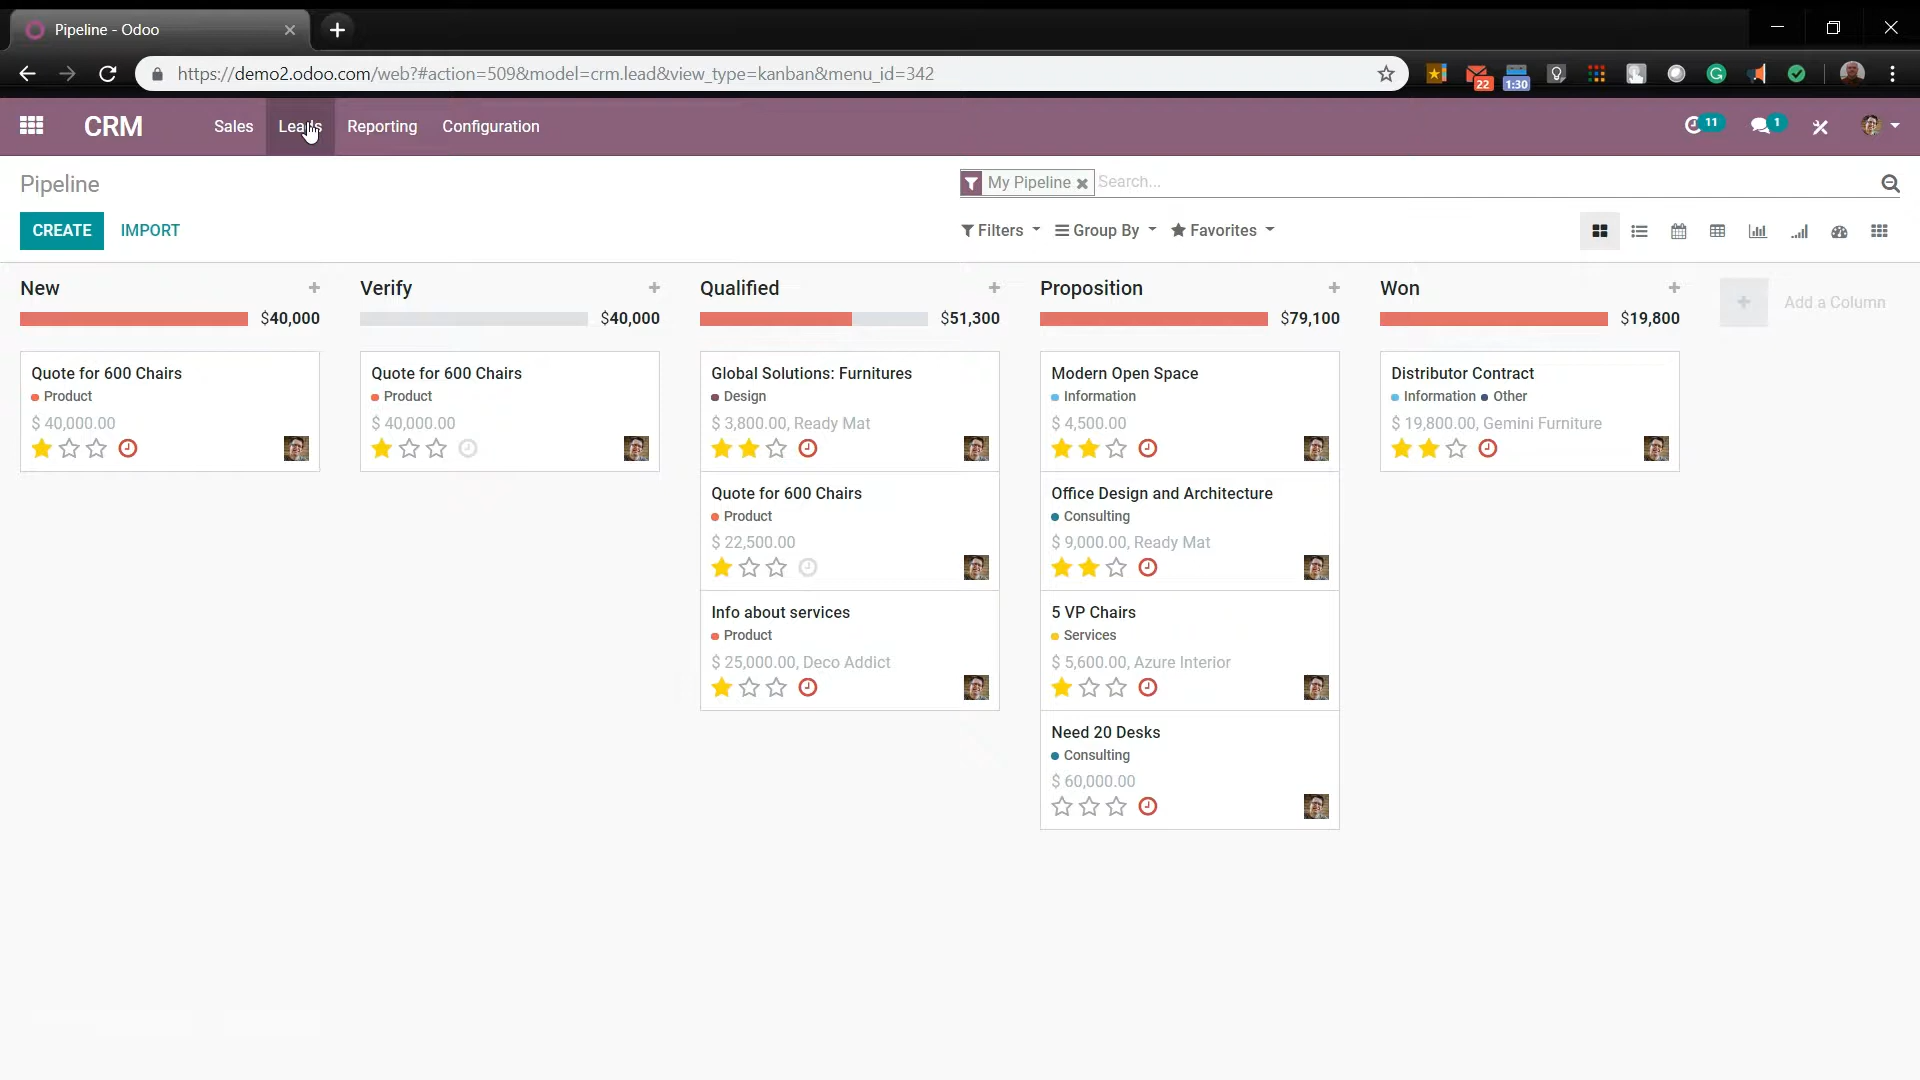 Pipeline - Odoo
https://demo2.odoo.com/web?#action=509&model=crm.lead&view_type=kanban&menu_id=342
22
1:30
CRM
Sales
Leads
Reporting
Configuration
11
1
Pipeline
My Pipeline
Search...
CREATE
IMPORT
Filters
Group By
Favorites
New
$40,000
Quote for 600 Chairs
Product
$ 40,000.00
Verify
$40,000
Quote for 600 Chairs
Product
$ 40,000.00
Qualified
$51,300
Global Solutions: Furnitures
Design
$ 3,800.00, Ready Mat
Quote for 600 Chairs
Product
$ 22,500.00
Info about services
Product
$ 25,000.00, Deco Addict
Proposition
$79,100
Modern Open Space
Information
$ 4,500.00
Office Design and Architecture
Consulting
$ 9,000.00, Ready Mat
5 VP Chairs
Services
$ 5,600.00, Azure Interior
Need 20 Desks
Consulting
$ 60,000.00
Won
$19,800
Distributor Contract
Information Other
$ 19,800.00, Gemini Furniture
Add a Column